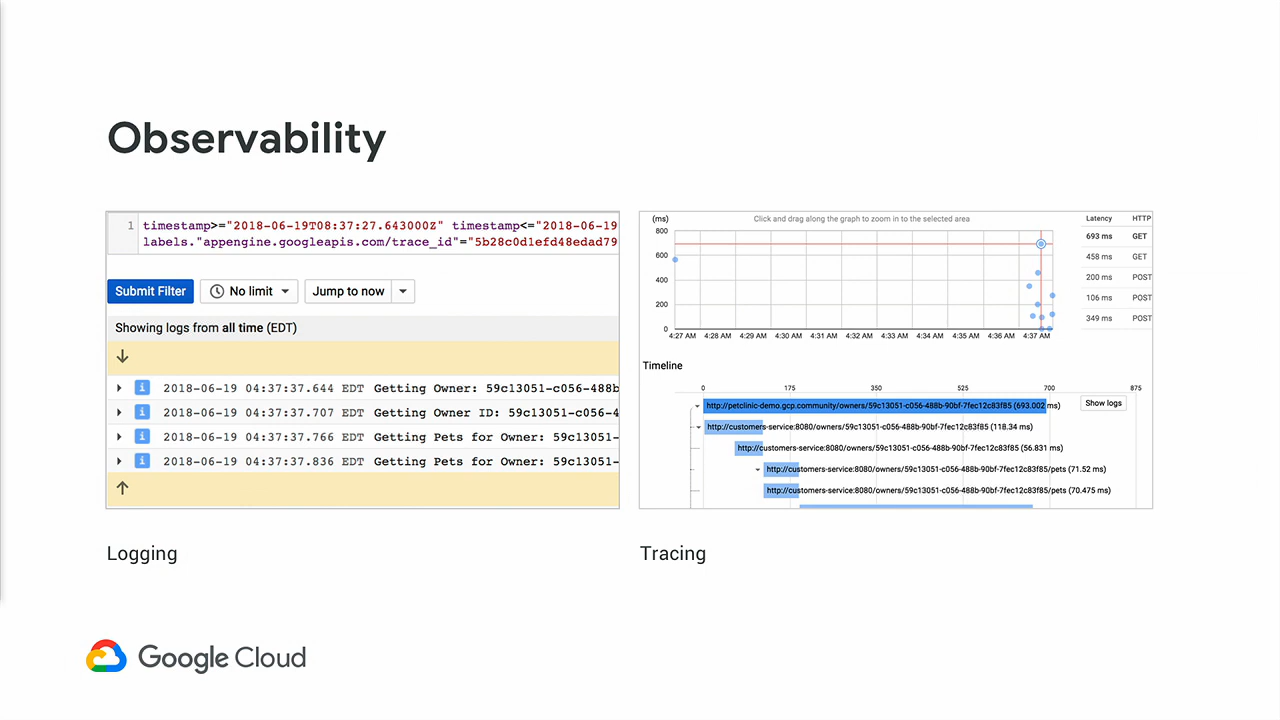 Observability
1 timestamp>="2018-06-19T08:37:27.643000Z" timestamp<="2018-06-19
labels."appengine.googleapis.com/trace_id"="5b28c0d1efd48edad79
Submit Filter No limit Jump to now
Showing logs from all time (EDT)
2018-06-19 04:37:37.644 EDT Getting Owner: 59c13051-c056-488b
2018-06-19 04:37:37.707 EDT Getting Owner ID: 59c13051-c056-
2018-06-19 04:37:37.766 EDT Getting Pets for Owner: 59c13051-
2018-06-19 04:37:37.836 EDT Getting Pets for Owner: 59c13051-
Logging
(ms) Click and drag along the graph to zoom in to the selected area
800
600
400
200
0
4:27 AM 4:28 AM 4:29 AM 4:30 AM 4:31 AM 4:32 AM 4:33 AM 4:34 AM 4:35 AM 4:36 AM 4:37 AM
Latency HTTP
693 ms GET
458 ms GET
200 ms POST
106 ms POST
349 ms POST
Timeline
0 175 350 525 700 875
http://petclinic-demo.gcp.community/owners/59c13051-c056-488b-90bf-7fec12c83f85 (693.002 ms)
Show logs
http://customers-service:8080/owners/59c13051-c056-488b-90bf-7fec12c83f85 (118.34 ms)
http://customers-service:8080/owners/59c13051-c056-488b-90bf-7fec12c83f85 (56.831 ms)
http://customers-service:8080/owners/59c13051-c056-488b-90bf-7fec12c83f85/pets (71.52 ms)
http://customers-service:8080/owners/59c13051-c056-488b-90bf-7fec12c83f85/pets (70.475 ms)
Tracing
Google Cloud